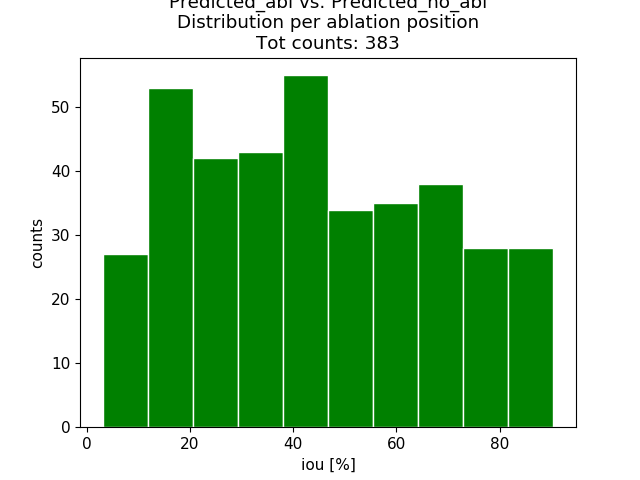 Predicted_abl vs. Predicted_no_abl
Distribution per ablation position
Tot counts: 383
counts
50
40
30
20
10
0
0 20 40 60 80
iou [%]